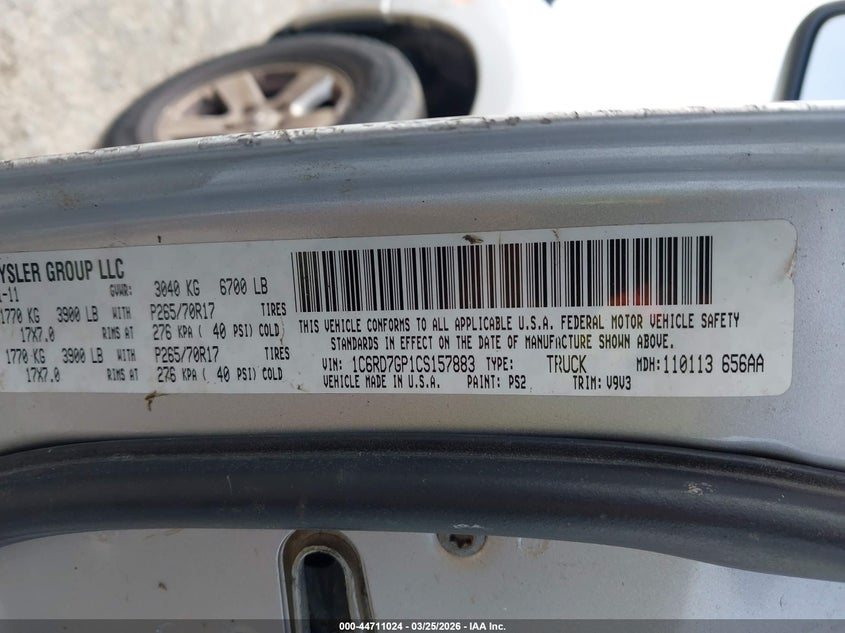 YSLER GROUP LLC
-11 GVWR: 3040 KG 6700 LB
1770 KG 3900 LB WITH P265/70R17 TIRES
17X7.0 RIMS AT 276 KPA ( 40 PSI) COLD
1770 KG 3900 LB WITH P265/70R17 TIRES
17X7.0 RIMS AT 276 KPA ( 40 PSI) COLD
THIS VEHICLE CONFORMS TO ALL APPLICABLE U.S.A. FEDERAL MOTOR VEHICLE SAFETY
STANDARDS IN EFFECT ON THE DATE OF MANUFACTURE SHOWN ABOVE.
VIN: 1C6RD7GP1CS157883 TYPE: TRUCK MDH: 110113 656AA
VEHICLE MADE IN U.S.A. PAINT: PS2 TRIM: V9V3
000-44711024 | 03/25/2026 - IAA Inc.